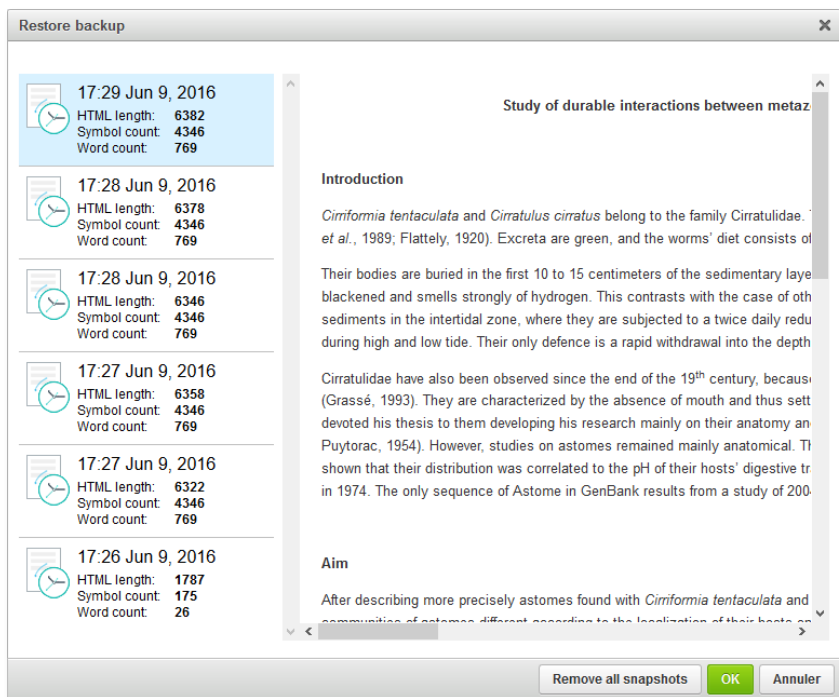 Restore backup
17:29 Jun 9, 2016
HTML length: 6382
Symbol count: 4346
Word count: 769
17:28 Jun 9, 2016
HTML length: 6378
Symbol count: 4346
Word count: 769
17:28 Jun 9, 2016
HTML length: 6346
Symbol count: 4346
Word count: 769
17:27 Jun 9, 2016
HTML length: 6358
Symbol count: 4346
Word count: 769
17:27 Jun 9, 2016
HTML length: 6322
Symbol count: 4346
Word count: 769
17:26 Jun 9, 2016
HTML length: 1787
Symbol count: 175
Word count: 26
Study of durable interactions between metaz
Introduction
Cirriformia tentaculata and Cirratulus cirratus belong to the family Cirratulidae.
et al., 1989; Flattely, 1920). Excreta are green, and the worms' diet consists of
Their bodies are buried in the first 10 to 15 centimeters of the sedimentary laye
blackened and smells strongly of hydrogen. This contrasts with the case of oth
sediments in the intertidal zone, where they are subjected to a twice daily redu
during high and low tide. Their only defence is a rapid withdrawal into the depth
Cirratulidae have also been observed since the end of the 19th century, because
(Grassé, 1993). They are characterized by the absence of mouth and thus sett
devoted his thesis to them developing his research mainly on their anatomy an
Puytorac, 1954). However, studies on astomes remained mainly anatomical. Th
shown that their distribution was correlated to the pH of their hosts' digestive tr
in 1974. The only sequence of Astome in GenBank results from a study of 200
Aim
After describing more precisely astomes found with Cirriformia tentaculata and
communities of astomes different according to the localization of their hosts
Remove all snapshots
OK
Annuler